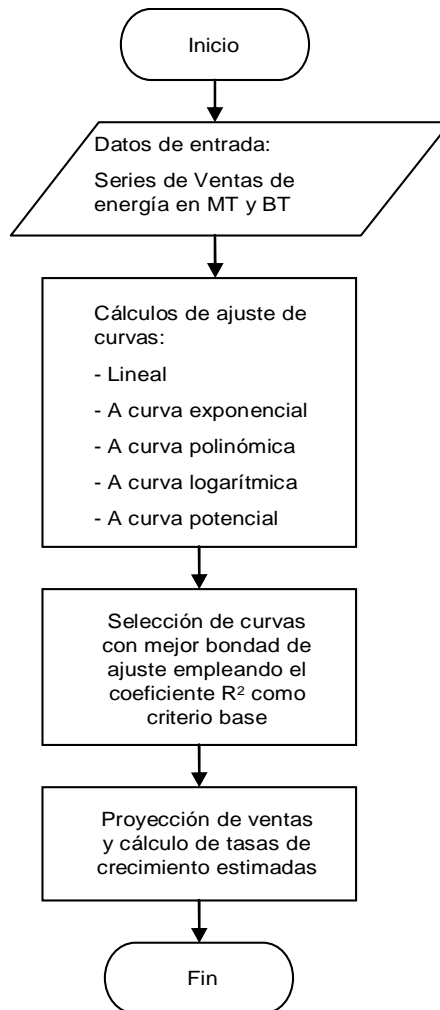 Inicio
Datos de entrada:
Series de Ventas de
energía en MT y BT
Cálculos de ajuste de
curvas:
- Lineal
- A curva exponencial
- A curva polinómica
- A curva logarítmica
- A curva potencial
Selección de curvas
con mejor bondad de
ajuste empleando el
coeficiente R² como
criterio base
Proyección de ventas
y cálculo de tasas de
crecimiento estimadas
Fin